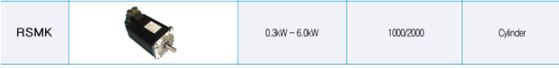 RSMK
0.3kW ~ 6.0kW
1000/2000
Cylinder